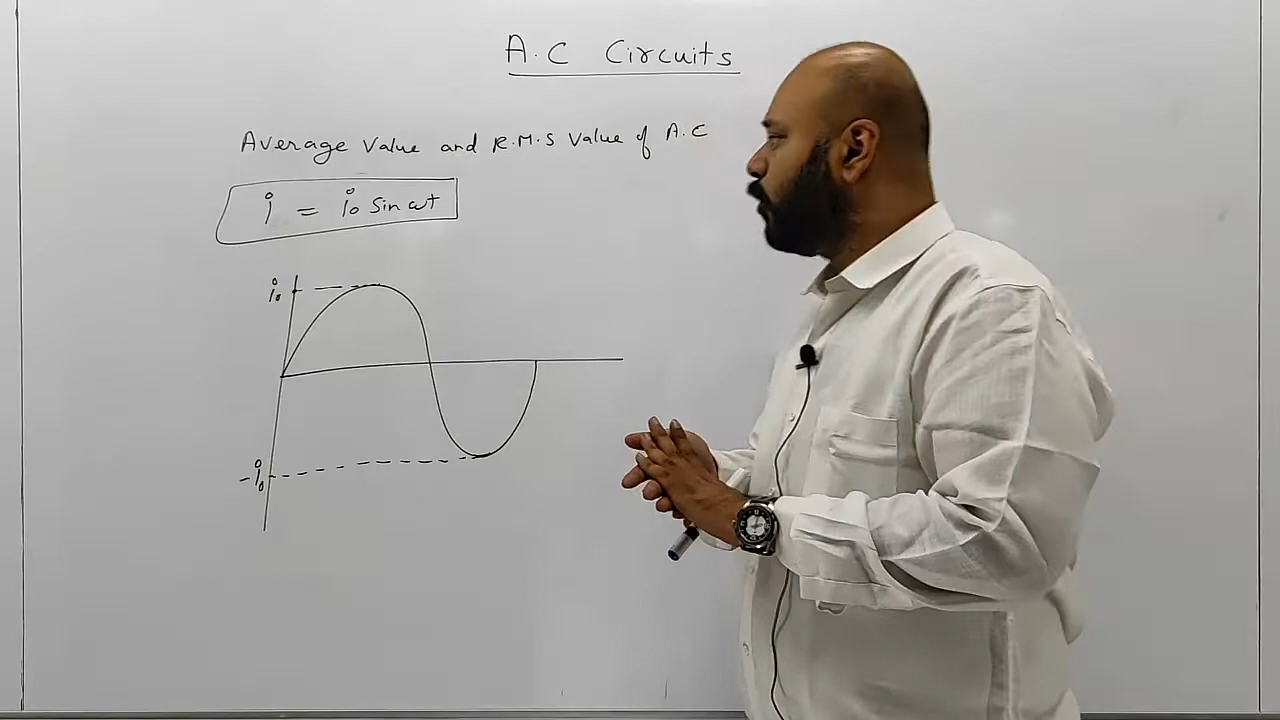 A.C Circuits
Average Value and R.M.S Value of A.C
i = i₀ Sin ωt
i₀
-i₀